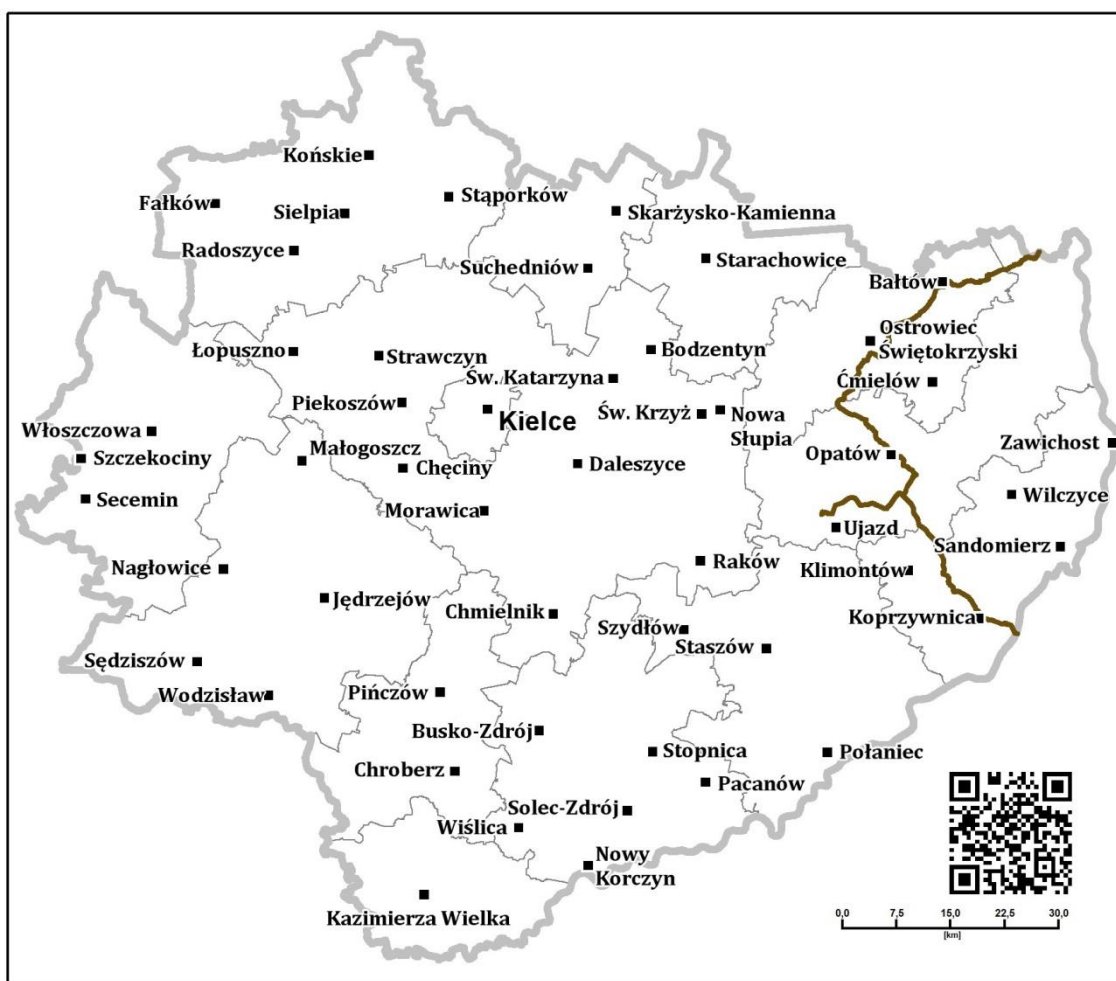 Końskie
Stąporków
Fałków
Sielpia
Skarżysko-Kamienna
Radoszyce
Starachowice
Suchedniów
Bałtów
Ostrowiec
Świętokrzyski
Łopuszno
Strawczyn
Bodzentyn
Św. Katarzyna
Ćmielów
Piekoszów
Kielce
Św. Krzyż
Nowa
Słupia
Włoszczowa
Małogoszcz
Zawichost
Szczekociny
Chęciny
Daleszyce
Opatów
Secemin
Wilczyce
Morawica
Ujazd
Sandomierz
Nagłowice
Raków
Klimontów
Jędrzejów
Chmielnik
Koprzywnica
Szydłów
Staszów
Sędziszów
Wodzisław
Pińczów
Busko-Zdrój
Stopnica
Połaniec
Chroberz
Pacanów
Solec-Zdrój
Wiślica
Nowy
Korczyn
Kazimierza Wielka
0,0 7,5 15,0 22,5 30,0
[km]